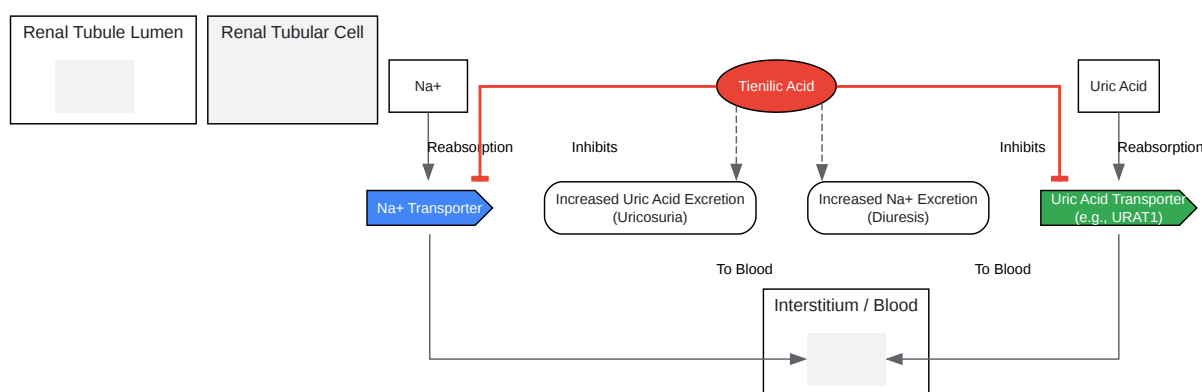 Renal Tubule Lumen
Renal Tubular Cell
Na+
Tienilic Acid
Uric Acid
Reabsorption
Inhibits
Inhibits
Reabsorption
Na+ Transporter
Increased Uric Acid Excretion
(Uricosuria)
Increased Na+ Excretion
(Diuresis)
Uric Acid Transporter
(e.g., URAT1)
To Blood
To Blood
Interstitium / Blood